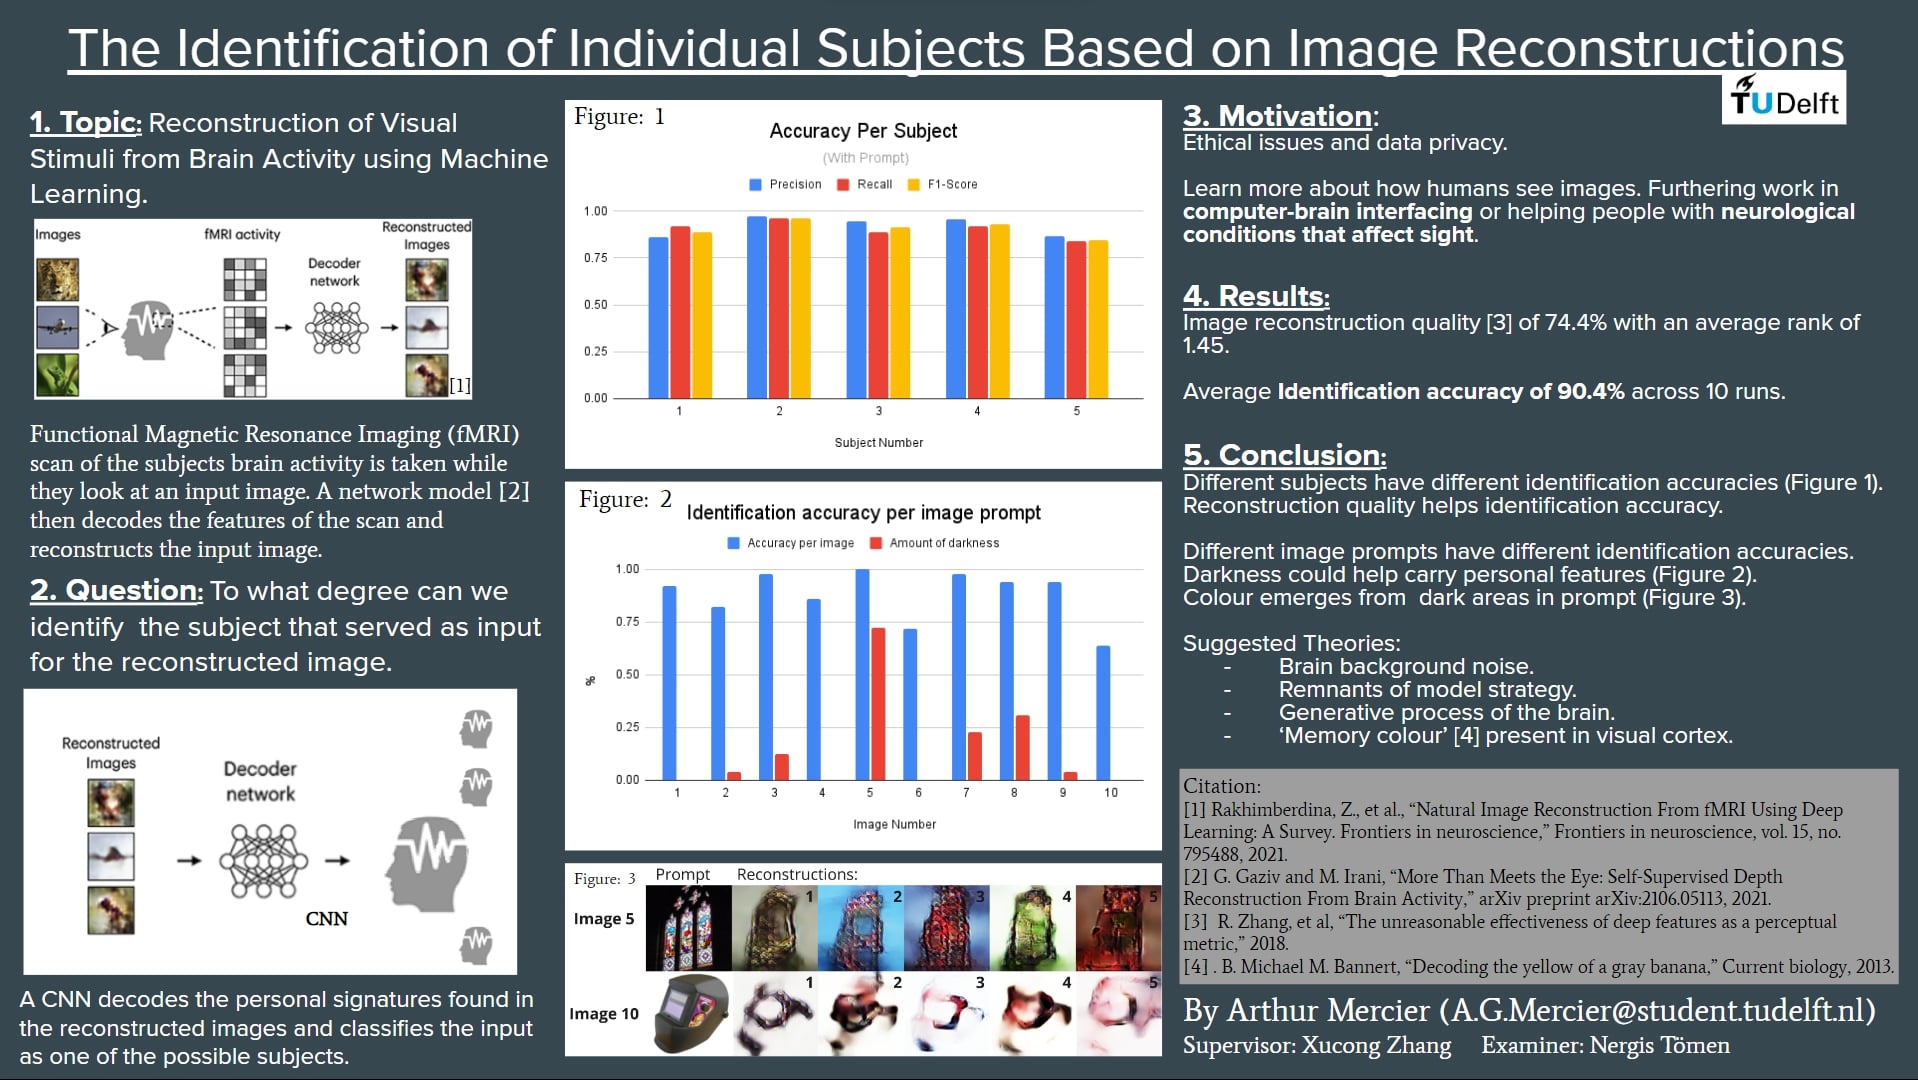 The Identification of Individual Subjects Based on Image Reconstructions
TU Delft
1. Topic: Reconstruction of Visual
Stimuli from Brain Activity using Machine
Learning.
Images
fMRI activity
Reconstructed
Images
Decoder
network
[1]
Functional Magnetic Resonance Imaging (fMRI)
scan of the subjects brain activity is taken while
they look at an input image. A network model [2]
then decodes the features of the scan and
reconstructs the input image.
2. Question: To what degree can we
identify  the subject that served as input
for the reconstructed image.
Reconstructed
Images
Decoder
network
CNN
A CNN decodes the personal signatures found in
the reconstructed images and classifies the input
as one of the possible subjects.
Figure: 1
Accuracy Per Subject
(With Prompt)
Precision Recall F1-Score
1.00
0.75
0.50
0.25
0.00
1 2 3 4 5
Subject Number
Figure: 2
Identification accuracy per image prompt
Accuracy per image Amount of darkness
1.00
0.75
0.50
0.25
0.00
%
1 2 3 4 5 6 7 8 9 10
Image Number
Figure: 3 Prompt Reconstructions:
Image 5 1 2 3 4 5
Image 10 1 2 3 4 5
3. Motivation:
Ethical issues and data privacy.
Learn more about how humans see images. Furthering work in
computer-brain interfacing or helping people with neurological
conditions that affect sight.
4. Results:
Image reconstruction quality [3] of 74.4% with an average rank of
1.45.
Average Identification accuracy of 90.4% across 10 runs.
5. Conclusion:
Different subjects have different identification accuracies (Figure 1).
Reconstruction quality helps identification accuracy.
Different image prompts have different identification accuracies.
Darkness could help carry personal features (Figure 2).
Colour emerges from  dark areas in prompt (Figure 3).
Suggested Theories:
- Brain background noise.
- Remnants of model strategy.
- Generative process of the brain.
- ‘Memory colour’ [4] present in visual cortex.
Citation:
[1] Rakhimberdina, Z., et al., “Natural Image Reconstruction From fMRI Using Deep
Learning: A Survey. Frontiers in neuroscience,” Frontiers in neuroscience, vol. 15, no.
795488, 2021.
[2] G. Gaziv and M. Irani, “More Than Meets the Eye: Self-Supervised Depth
Reconstruction From Brain Activity,” arXiv preprint arXiv:2106.05113, 2021.
[3]  R. Zhang, et al, “The unreasonable effectiveness of deep features as a perceptual
metric,” 2018.
[4] . B. Michael M. Bannert, “Decoding the yellow of a gray banana,” Current biology, 2013.
By Arthur Mercier (A.G.Mercier@student.tudelft.nl)
Supervisor: Xucong Zhang Examiner: Nergis Tömen